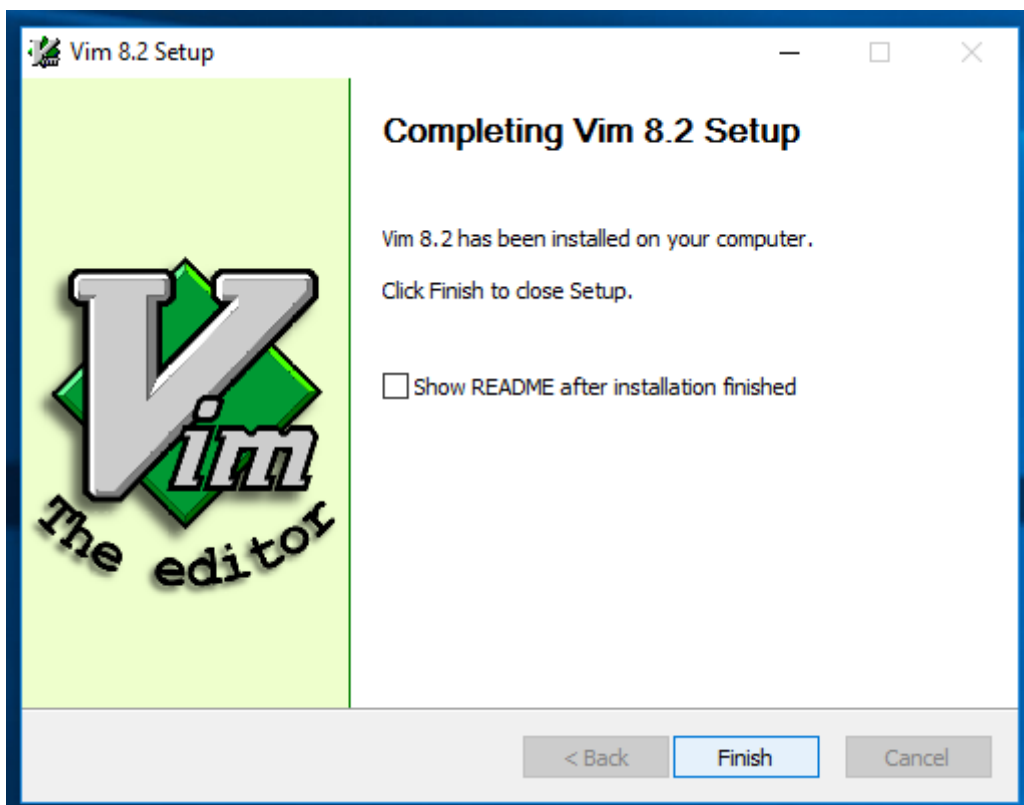 Vim 8.2 Setup
Completing Vim 8.2 Setup
Vim 8.2 has been installed on your computer.
Click Finish to close Setup.
Show README after installation finished
Vim
The editor
< Back
Finish
Cancel